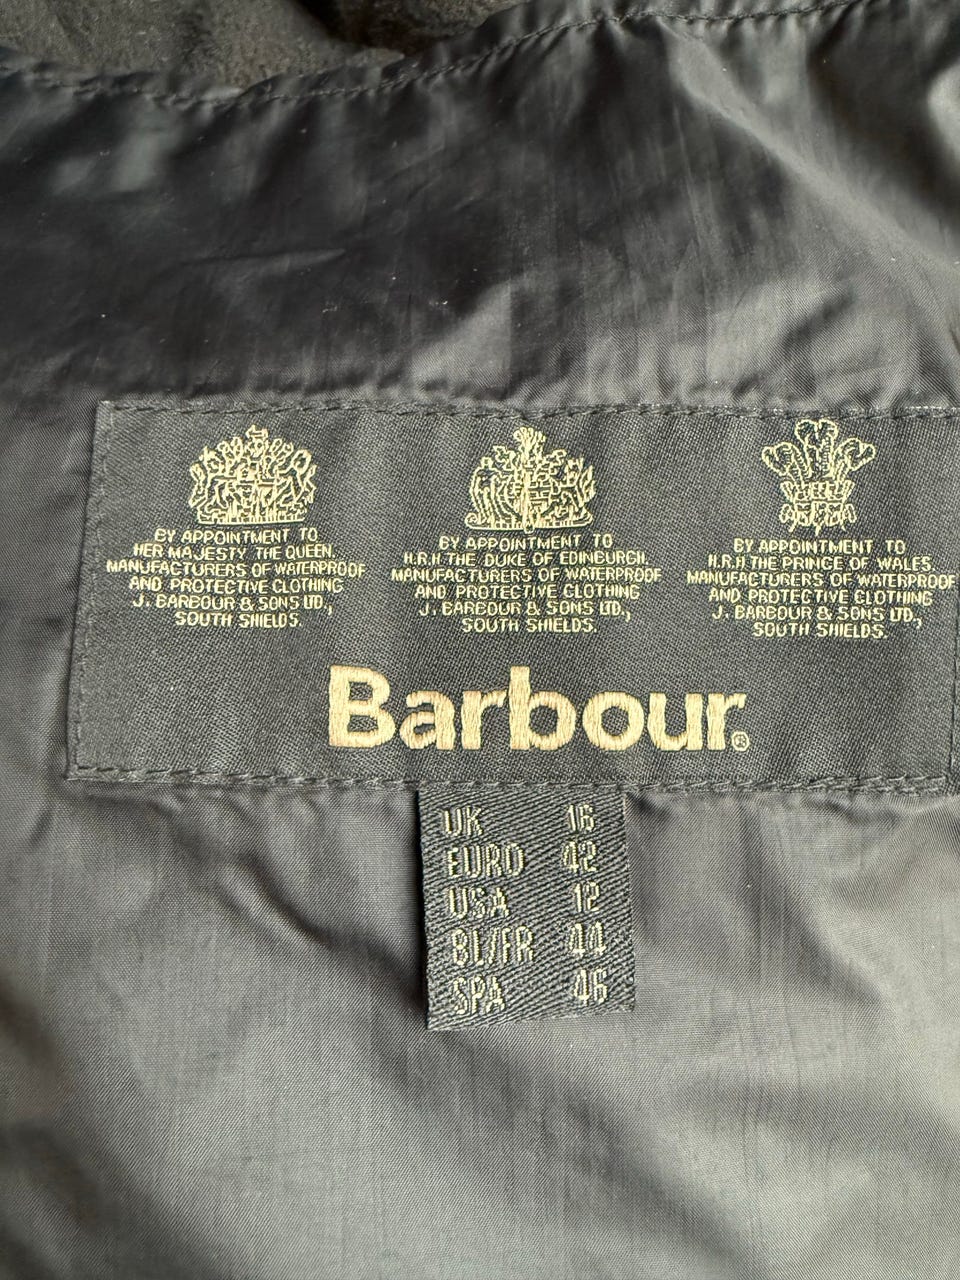 BY APPOINTMENT TO
HER MAJESTY THE QUEEN.
MANUFACTURERS OF WATERPROOF
AND PROTECTIVE CLOTHING
J. BARBOUR & SONS LTD.,
SOUTH SHIELDS.
BY APPOINTMENT TO
H.R.H. THE DUKE OF EDINBURGH.
MANUFACTURERS OF WATERPROOF
AND PROTECTIVE CLOTHING
J. BARBOUR & SONS LTD.,
SOUTH SHIELDS.
BY APPOINTMENT TO
H.R.H. THE PRINCE OF WALES.
MANUFACTURERS OF WATERPROOF
AND PROTECTIVE CLOTHING
J. BARBOUR & SONS LTD.,
SOUTH SHIELDS.
Barbour®
UK 16
EURO 42
USA 12
BL/FR 44
SPA 46